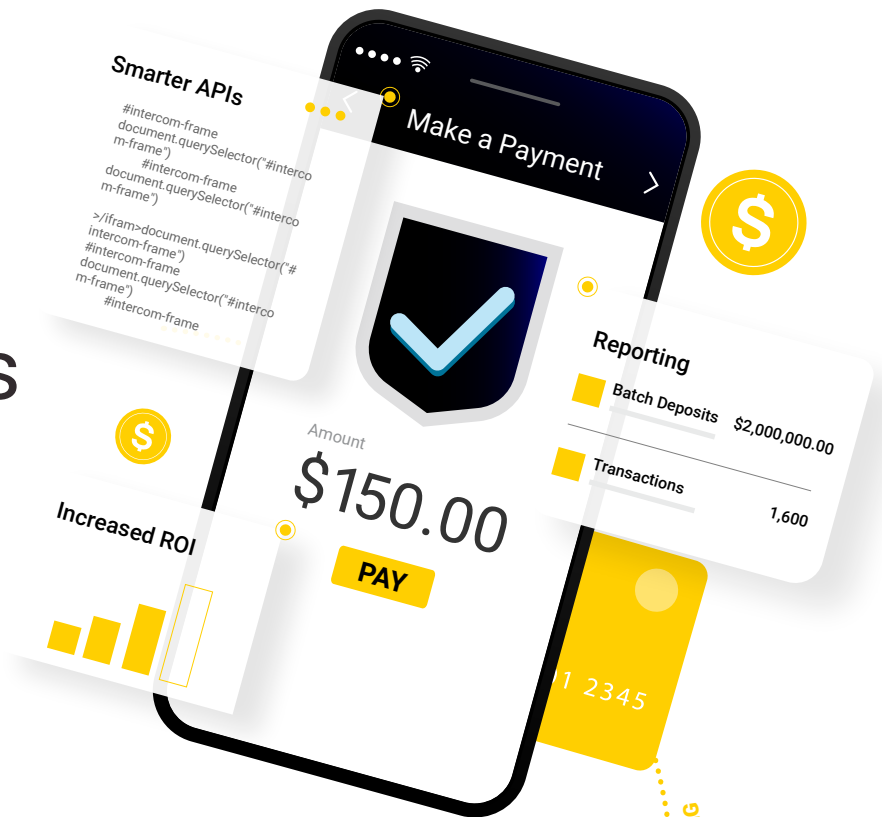 Smarter APIs
#intercom-frame
document.querySelector("#interco
m-frame")
#intercom-frame
document.querySelector("#interco
m-frame")
>/ifram>document.querySelector("#
intercom-frame")
#intercom-frame
document.querySelector("#interco
m-frame")
#intercom-frame
Make a Payment
$
Reporting
Batch Deposits $2,000,000.00
Transactions 1,600
s
$
Amount
$150.00
PAY
Increased ROI
1 2345
G